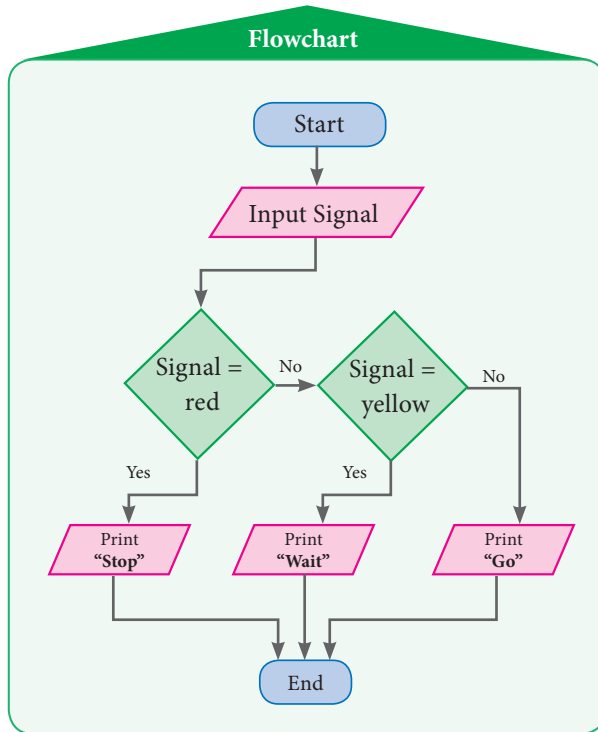 Flowchart
Start
Input Signal
Signal =
red
No
Signal =
yellow
No
Yes
Yes
Print
“Stop”
Print
“Wait”
Print
“Go”
End